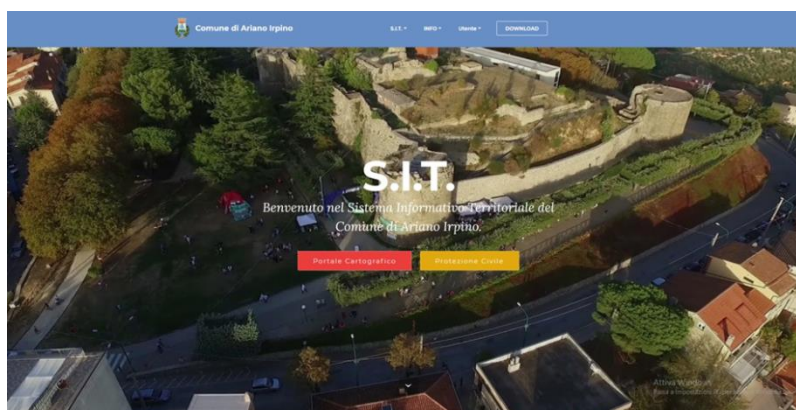 Comune di Ariano Irpino
S.I.T.
INFO
Utente
DOWNLOAD
S.I.T.
Benvenuto nel Sistema Informativo Territoriale del
Comune di Ariano Irpino.
Portale Cartografico
Protezione Civile
Attiva Windows